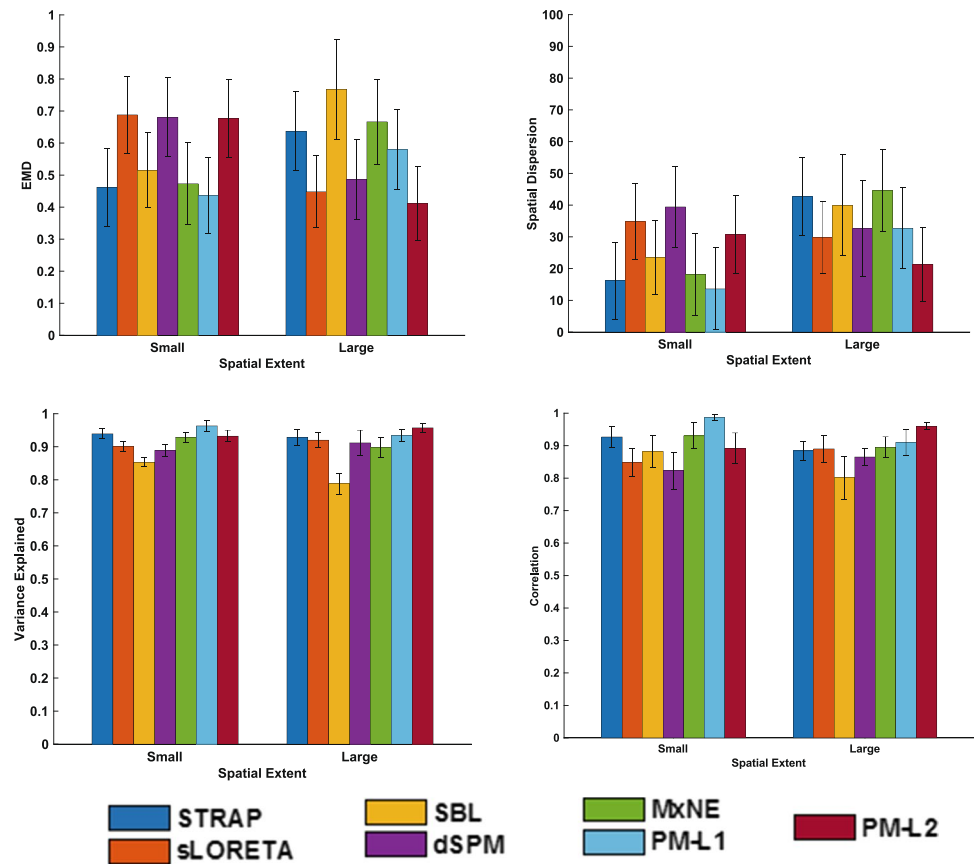 1
0.9
0.8
0.7
0.6
0.5
0.4
0.3
0.2
0.1
0
EMD
Small
Large
Spatial Extent
100
90
80
70
60
50
40
30
20
10
0
Spatial Dispersion
Small
Large
Spatial Extent
1
0.9
0.8
0.7
0.6
0.5
0.4
0.3
0.2
0.1
0
Variance Explained
Small
Large
Spatial Extent
1
0.9
0.8
0.7
0.6
0.5
0.4
0.3
0.2
0.1
0
Correlation
Small
Large
Spatial Extent
STRAP
SBL
MxNE
PM-L2
sLORETA
dSPM
PM-L1